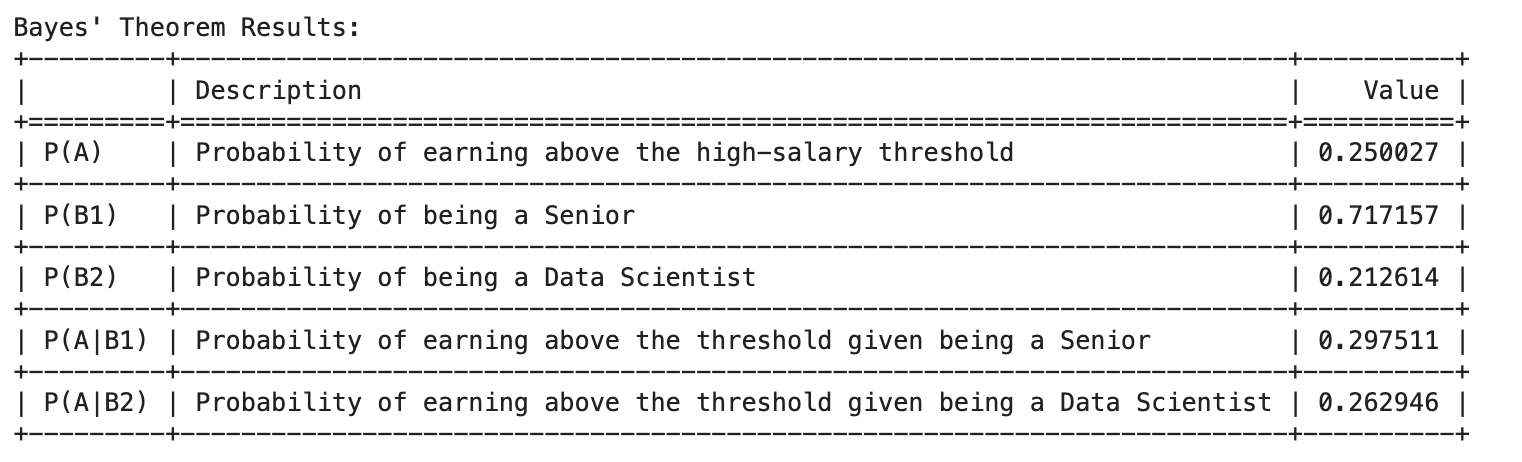 Bayes' Theorem Results:
+---------+-------------------------------------------------------------------------+----------+
|         | Description                                                             |    Value |
+=========+=========================================================================+==========+
| P(A)    | Probability of earning above the high-salary threshold                  | 0.250027 |
+---------+-------------------------------------------------------------------------+----------+
| P(B1)   | Probability of being a Senior                                           | 0.717157 |
+---------+-------------------------------------------------------------------------+----------+
| P(B2)   | Probability of being a Data Scientist                                   | 0.212614 |
+---------+-------------------------------------------------------------------------+----------+
| P(A|B1) | Probability of earning above the threshold given being a Senior         | 0.297511 |
+---------+-------------------------------------------------------------------------+----------+
| P(A|B2) | Probability of earning above the threshold given being a Data Scientist | 0.262946 |
+---------+-------------------------------------------------------------------------+----------+